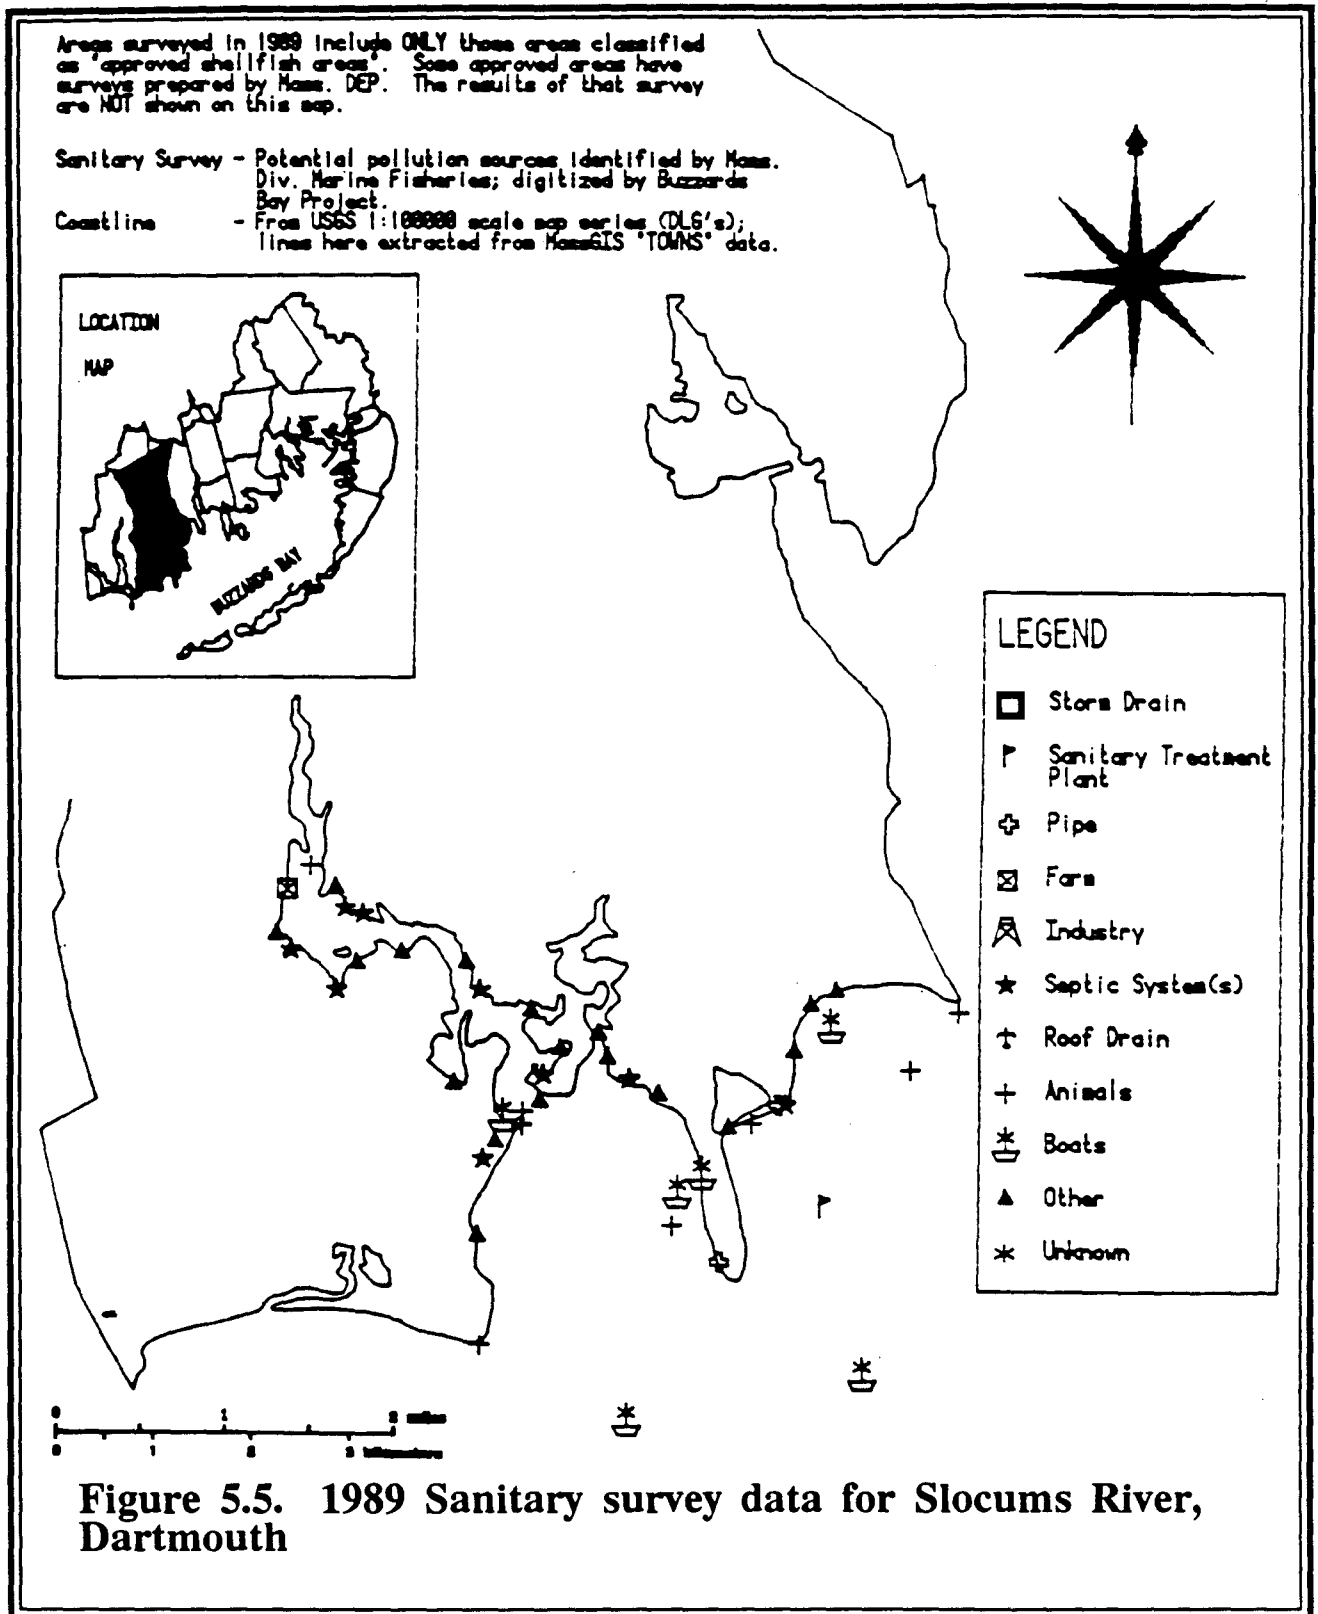 Areas surveyed in 1989 include ONLY those areas classified
as "approved shellfish areas". Some approved areas have
surveys prepared by Mass. DEP. The results of that survey
are NOT shown on this map.
Sanitary Survey - Potential pollution sources identified by Mass.
Div. Marine Fisheries; digitized by Buzzards
Bay Project.
Coastline - From USGS 1:100000 scale map series (DLG's);
lines here extracted from MassGIS "TOWNS" data.
LOCATION
MAP
BUZZARDS BAY
LEGEND
Storm Drain
Sanitary Treatment
Plant
Pipe
Farm
Industry
Septic System(s)
Roof Drain
Animals
Boats
Other
Unknown
0 1 2 miles
0 1 2 3 kilometers
Figure 5.5. 1989 Sanitary survey data for Slocums River,
Dartmouth